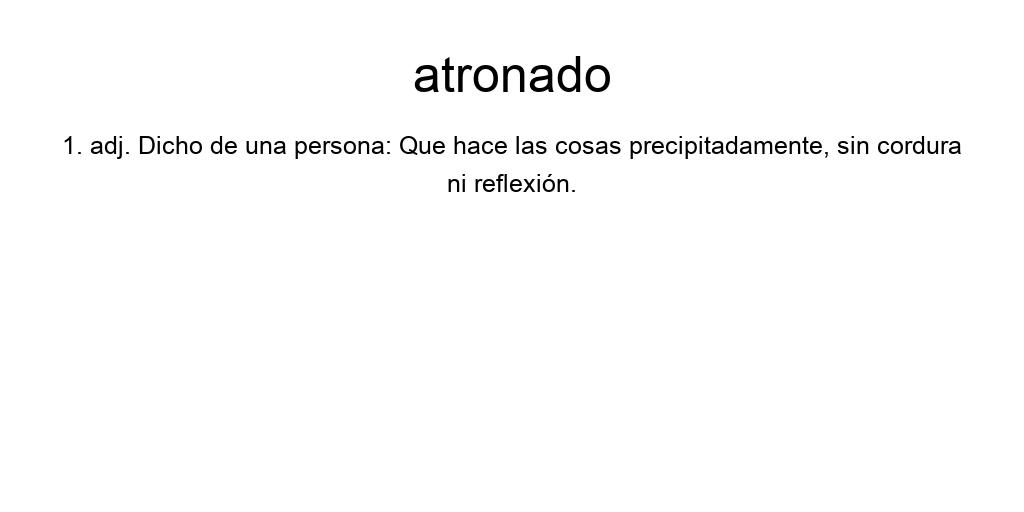 atronado
1. adj. Dicho de una persona: Que hace las cosas precipitadamente, sin cordura
ni reflexión.